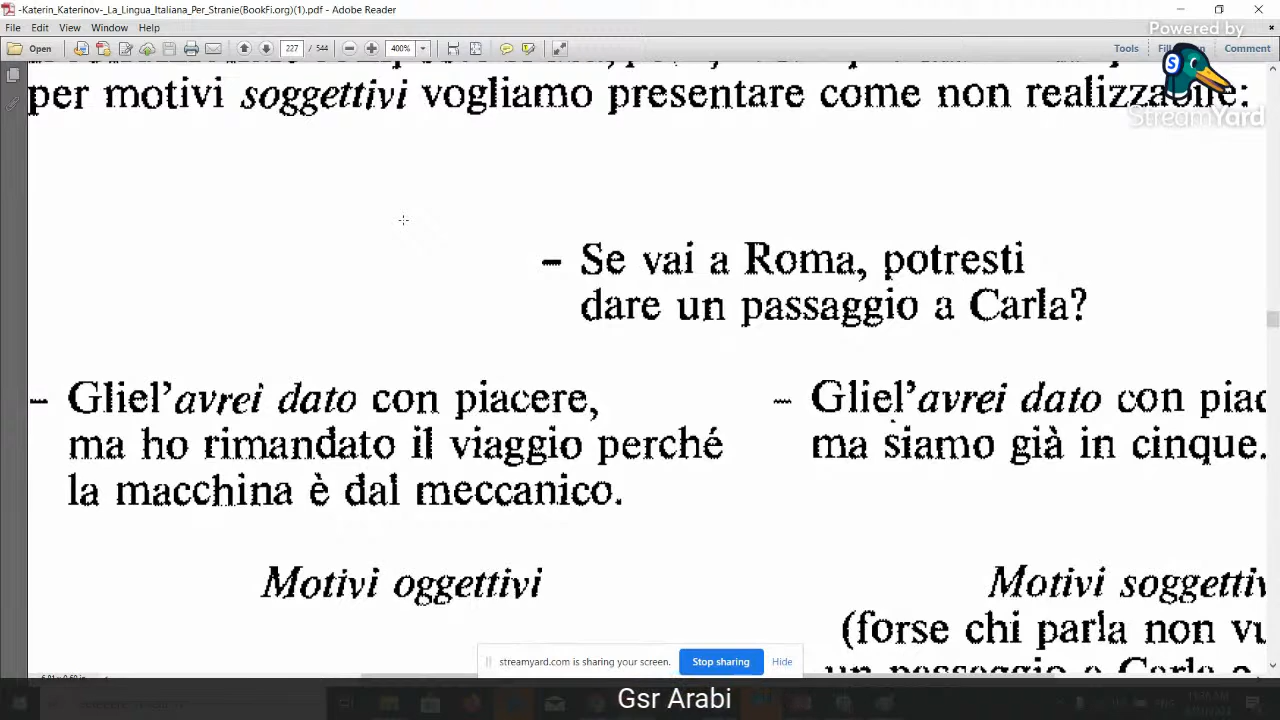 -Katerin_Katerinov-_La_Lingua_Italiana_Per_Stranie(BookFi.org)(1).pdf - Adobe Reader
File Edit View Window Help
Powered by
Open 227 / 544 400% Tools Comment
StreamYard
per motivi soggettivi vogliamo presentare come non realizzabile:
– Se vai a Roma, potresti
dare un passaggio a Carla?
– Gliel'avrei dato con piacere,
ma ho rimandato il viaggio perché
la macchina è dal meccanico.
– Gliel'avrei dato con
ma siamo già in cinque.
Motivi oggettivi
Motivi
(forse chi parla non
streamyard.com is sharing your screen. Stop sharing Hide
Gsr Arabi